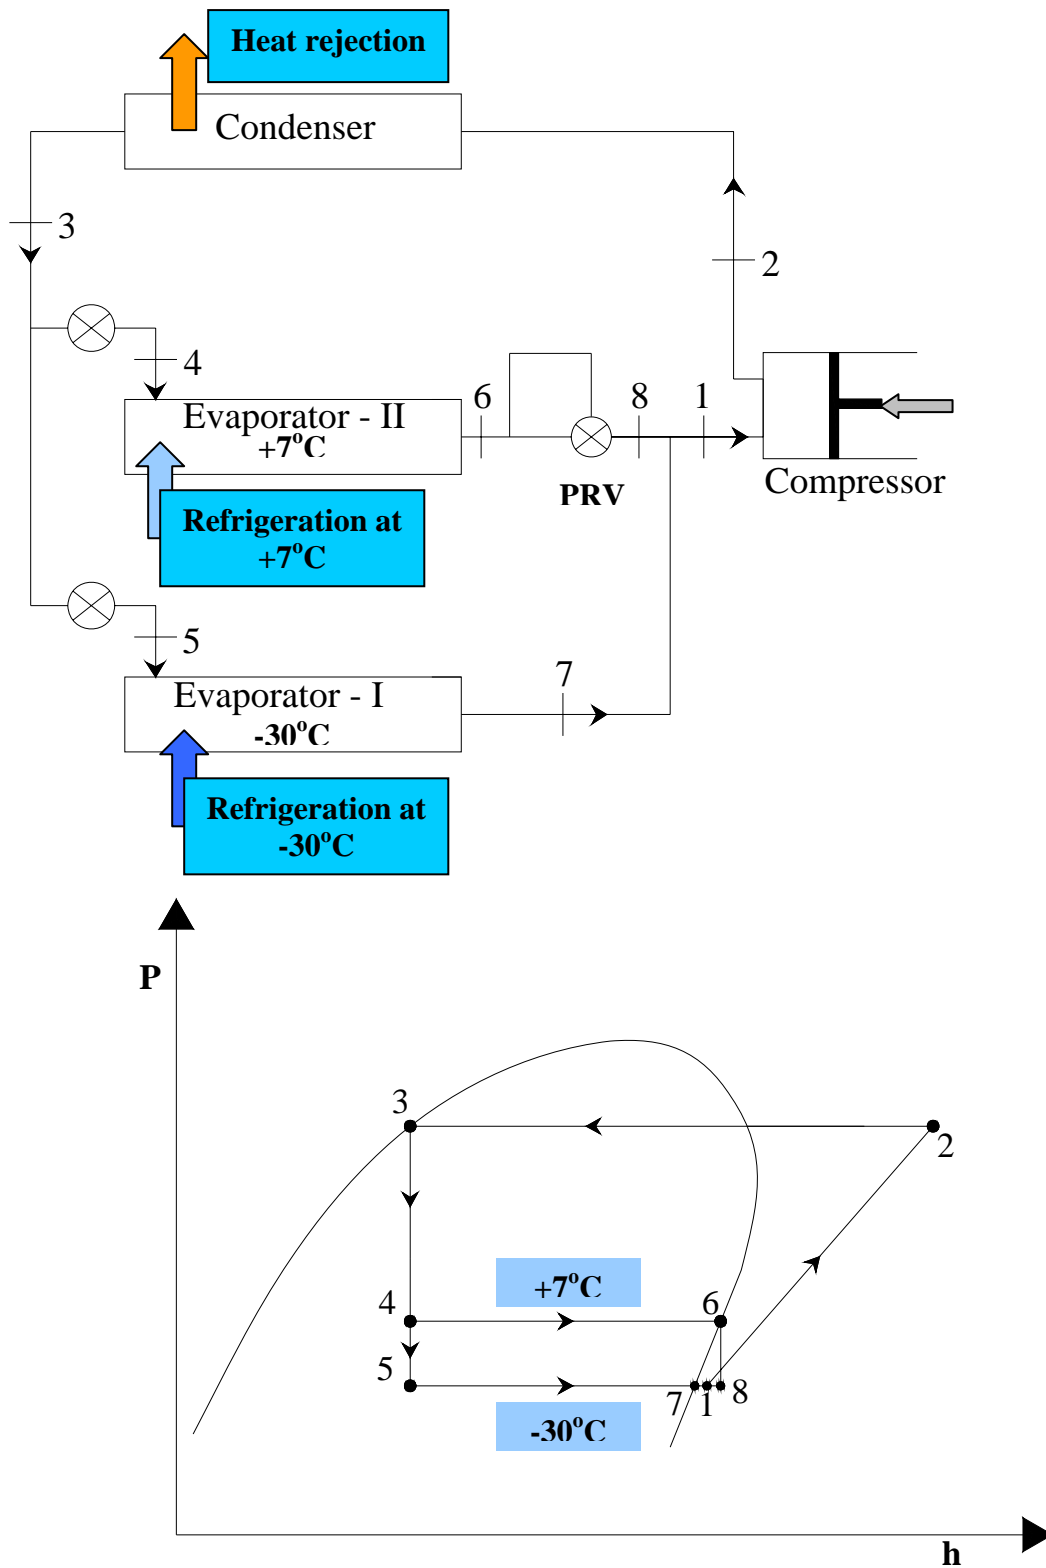 Heat rejection
Condenser
3
2
4
Evaporator - II
+7°C
6
8
1
PRV
Compressor
Refrigeration at
+7°C
5
Evaporator - I
-30°C
7
Refrigeration at
-30°C
P
3
2
+7°C
4
6
5
7
1
8
-30°C
h